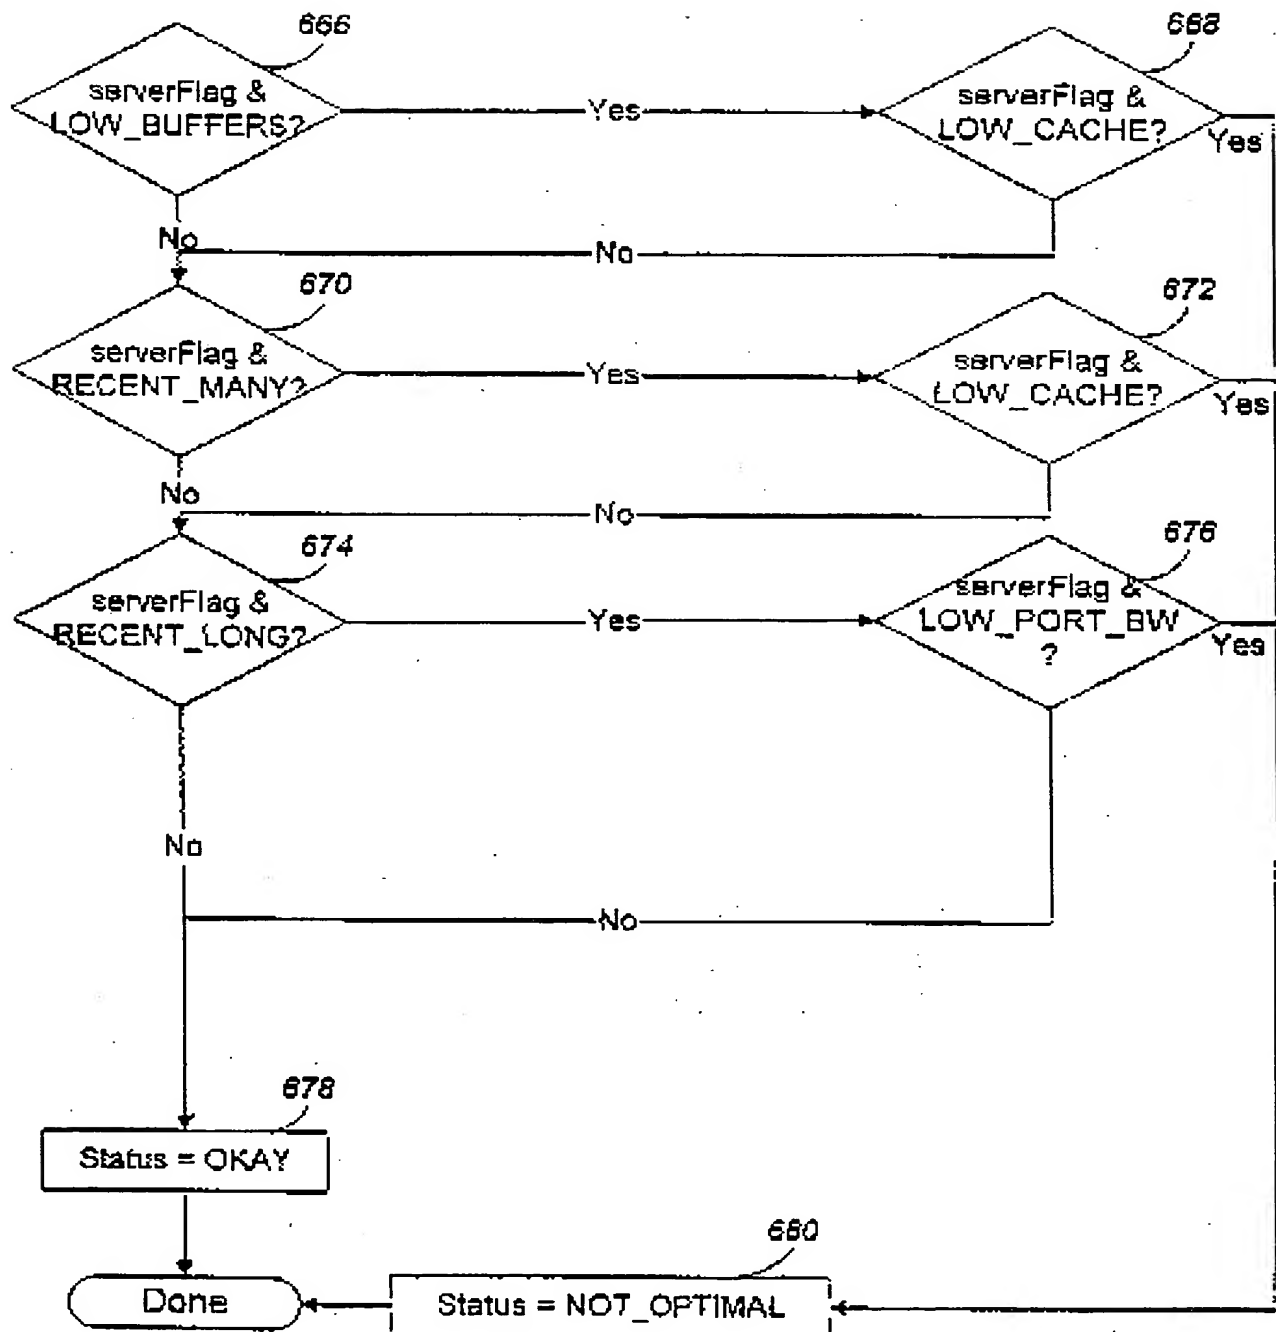 666
serverFlag &
LOW_BUFFERS?
Yes
668
serverFlag &
LOW_CACHE?
Yes
No
No
670
serverFlag &
RECENT_MANY?
Yes
672
serverFlag &
LOW_CACHE?
Yes
No
No
674
serverFlag &
RECENT_LONG?
Yes
676
serverFlag &
LOW_PORT_BW
?
Yes
No
No
678
Status = OKAY
680
Done
Status = NOT_OPTIMAL